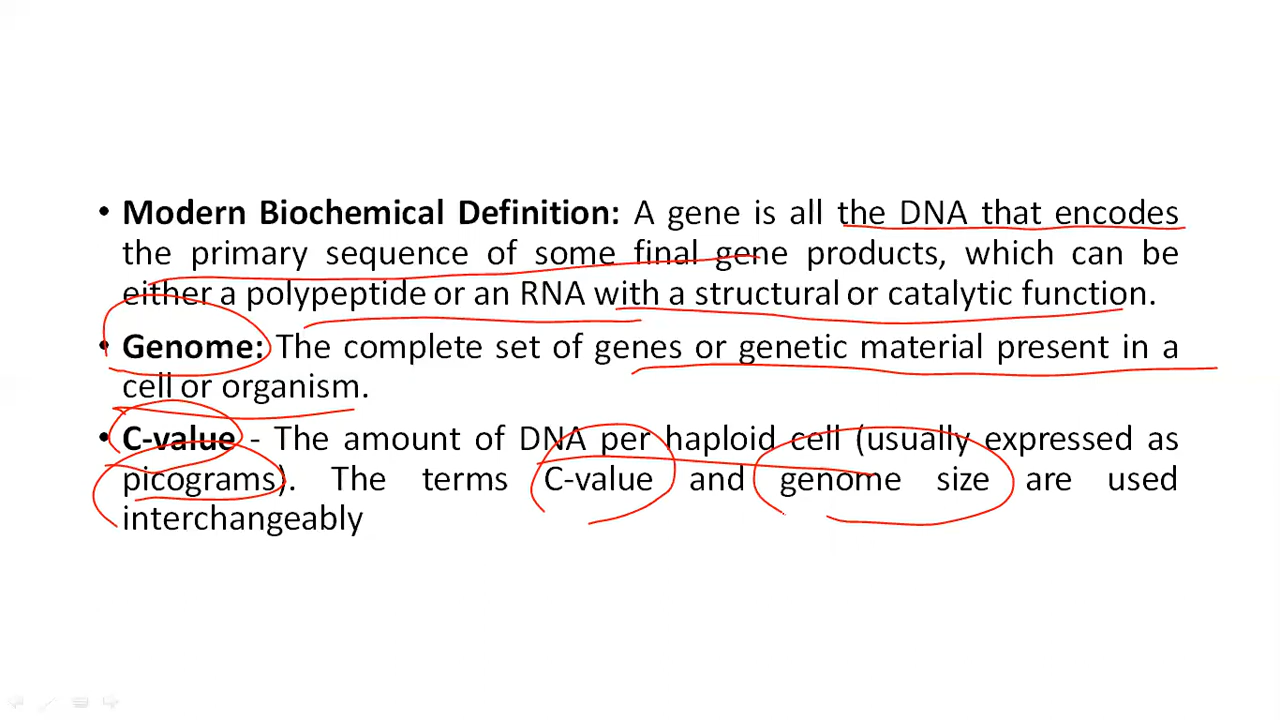 • Modern Biochemical Definition: A gene is all the DNA that encodes
the primary sequence of some final gene products, which can be
either a polypeptide or an RNA with a structural or catalytic function.
• Genome: The complete set of genes or genetic material present in a
cell or organism.
• C-value - The amount of DNA per haploid cell (usually expressed as
picograms). The terms C-value and genome size are used
interchangeably